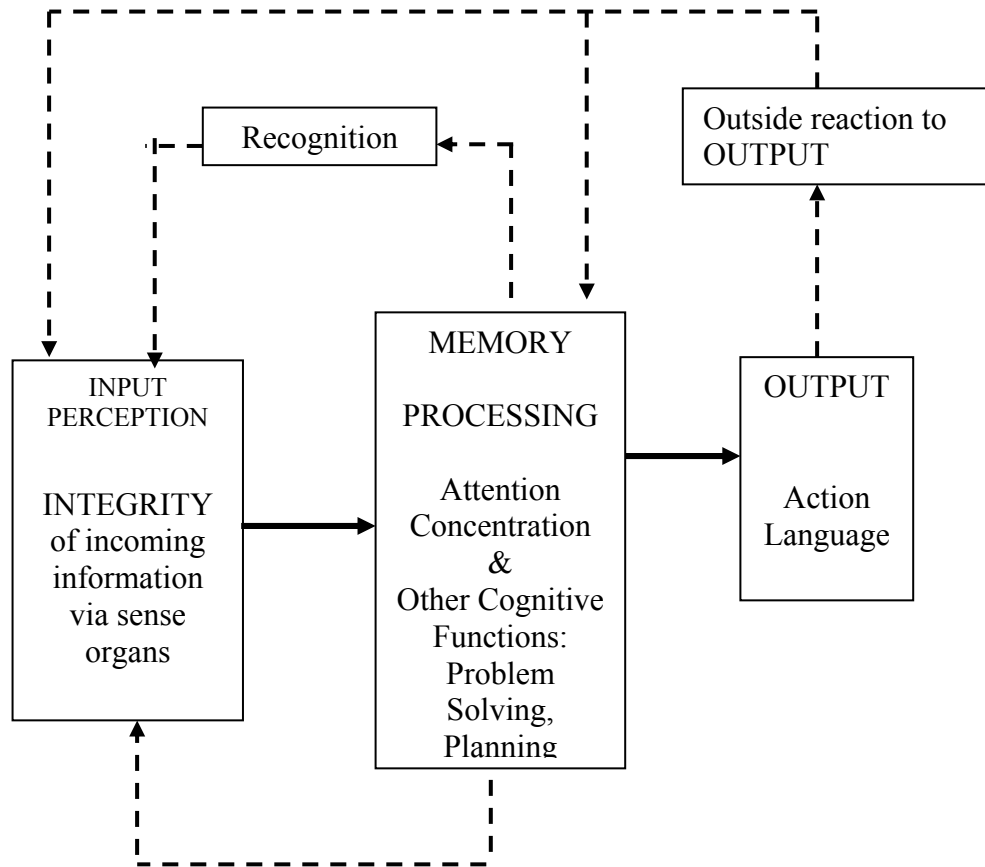 Recognition
Outside reaction to
OUTPUT
INPUT
PERCEPTION
INTEGRITY
of incoming
information
via sense
organs
MEMORY
PROCESSING
Attention
Concentration
&
Other Cognitive
Functions:
Problem
Solving,
Planning
OUTPUT
Action
Language